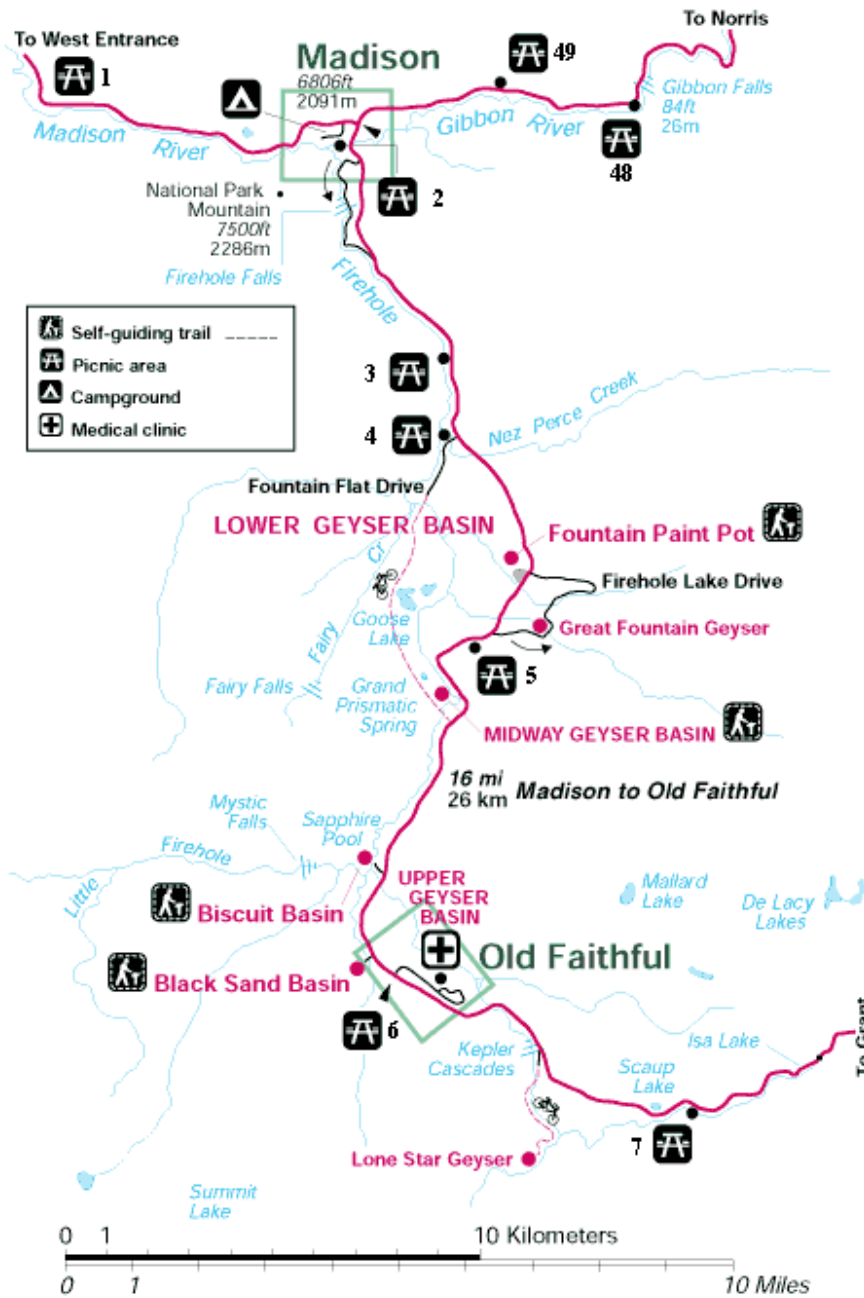 To Norris
To West Entrance
49
1
Madison
6806ft
2091m
Gibbon Falls
84ft
26m
Madison
River
Gibbon River
48
2
National Park
Mountain
7500ft
2286m
Firehole Falls
Firehole
Self-guiding trail
Picnic area
Campground
Medical clinic
3
4
Nez Perce Creek
Fountain Flat Drive
LOWER GEYSER BASIN
Fountain Paint Pot
Firehole Lake Drive
Fairy Cr
Goose
Lake
Great Fountain Geyser
5
Fairy Falls
Grand
Prismatic
Spring
MIDWAY GEYSER BASIN
16 mi
26 km
Madison to Old Faithful
Mystic
Falls
Sapphire
Pool
Little Firehole
UPPER
GEYSER
BASIN
Mallard
Lake
De Lacy
Lakes
Biscuit Basin
Old Faithful
Black Sand Basin
6
Kepler
Cascades
Isa Lake
To Grant
Scaup
Lake
7
Lone Star Geyser
Summit
Lake
0 1 10 Kilometers
0 1 10 Miles